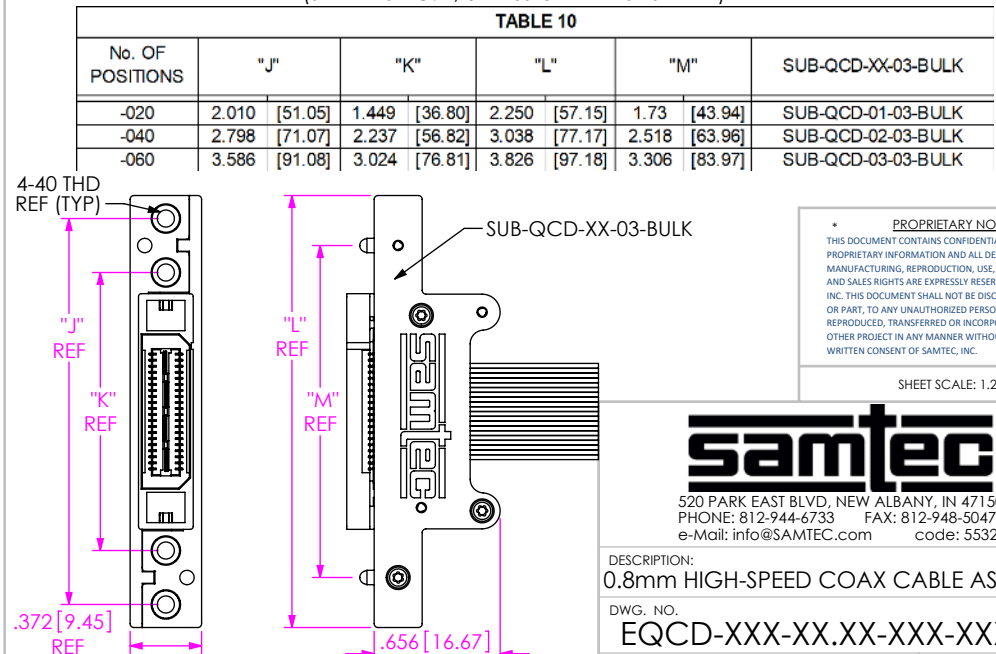 TABLE 10
No. OF POSITIONS "J" "K" "L" "M" SUB-QCD-XX-03-BULK
-020 2.010 [51.05] 1.449 [36.80] 2.250 [57.15] 1.73 [43.94] SUB-QCD-01-03-BULK
-040 2.798 [71.07] 2.237 [56.82] 3.038 [77.17] 2.518 [63.96] SUB-QCD-02-03-BULK
-060 3.586 [91.08] 3.024 [76.81] 3.826 [97.18] 3.306 [83.97] SUB-QCD-03-03-BULK
4-40 THD
REF (TYP)
SUB-QCD-XX-03-BULK
"J"
REF
"K"
REF
"L"
REF
"M"
REF
samtec
.372[9.45]
REF
.656[16.67]
* PROPRIETARY NO
THIS DOCUMENT CONTAINS CONFIDENTIA
PROPRIETARY INFORMATION AND ALL DE
MANUFACTURING, REPRODUCTION, USE,
AND SALES RIGHTS ARE EXPRESSLY RESER
INC. THIS DOCUMENT SHALL NOT BE DISC
OR PART, TO ANY UNAUTHORIZED PERSO
REPRODUCED, TRANSFERRED OR INCORP
OTHER PROJECT IN ANY MANNER WITHOU
WRITTEN CONSENT OF SAMTEC, INC.
SHEET SCALE: 1.2
samtec
520 PARK EAST BLVD, NEW ALBANY, IN 4715
PHONE: 812-944-6733 FAX: 812-948-5047
e-Mail: info@SAMTEC.com code: 5532
DESCRIPTION:
0.8mm HIGH-SPEED COAX CABLE AS
DWG. NO.
EQCD-XXX-XX.XX-XXX-XX